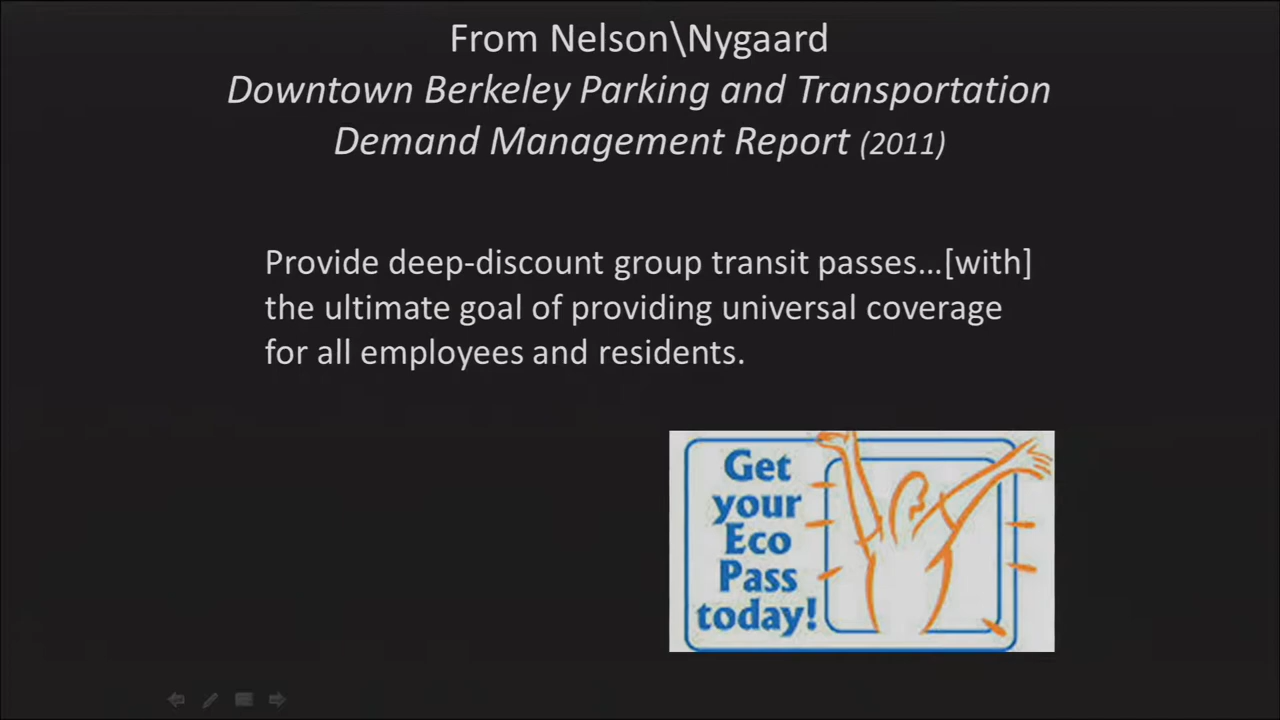 From Nelson\Nygaard
Downtown Berkeley Parking and Transportation
Demand Management Report (2011)
Provide deep-discount group transit passes…[with]
the ultimate goal of providing universal coverage
for all employees and residents.
Get
your
Eco
Pass
today!